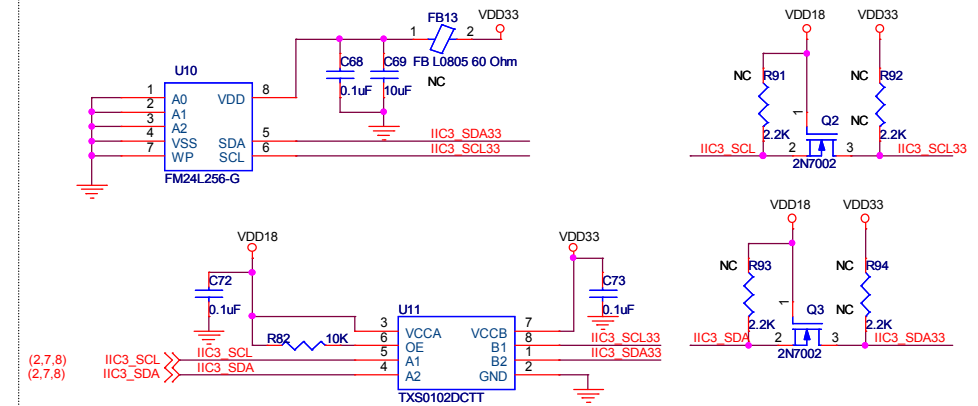 FB13
VDD33
1
2
FB L0805 60 Ohm
C68
0.1uF
C69
10uF
NC
U10
1
2
3
4
7
A0
A1
A2
VSS
WP
VDD
SDA
SCL
8
5
6
IIC3_SDA33
IIC3_SCL33
FM24L256-G
VDD18
VDD33
NC
R91
2.2K
NC
R92
NC
2.2K
1
Q2
IIC3_SCL
2
3
IIC3_SCL33
2N7002
VDD18
VDD33
C72
0.1uF
C73
0.1uF
U11
R82
10K
3
6
5
4
VCCA
OE
A1
A2
VCCB
B1
B2
GND
7
8
1
2
IIC3_SCL33
IIC3_SDA33
(2,7,8)
IIC3_SCL
IIC3_SCL
(2,7,8)
IIC3_SDA
IIC3_SDA
TXS0102DCTT
VDD18
VDD33
NC
R93
2.2K
NC
R94
NC
2.2K
1
Q3
IIC3_SDA
2
3
IIC3_SDA33
2N7002